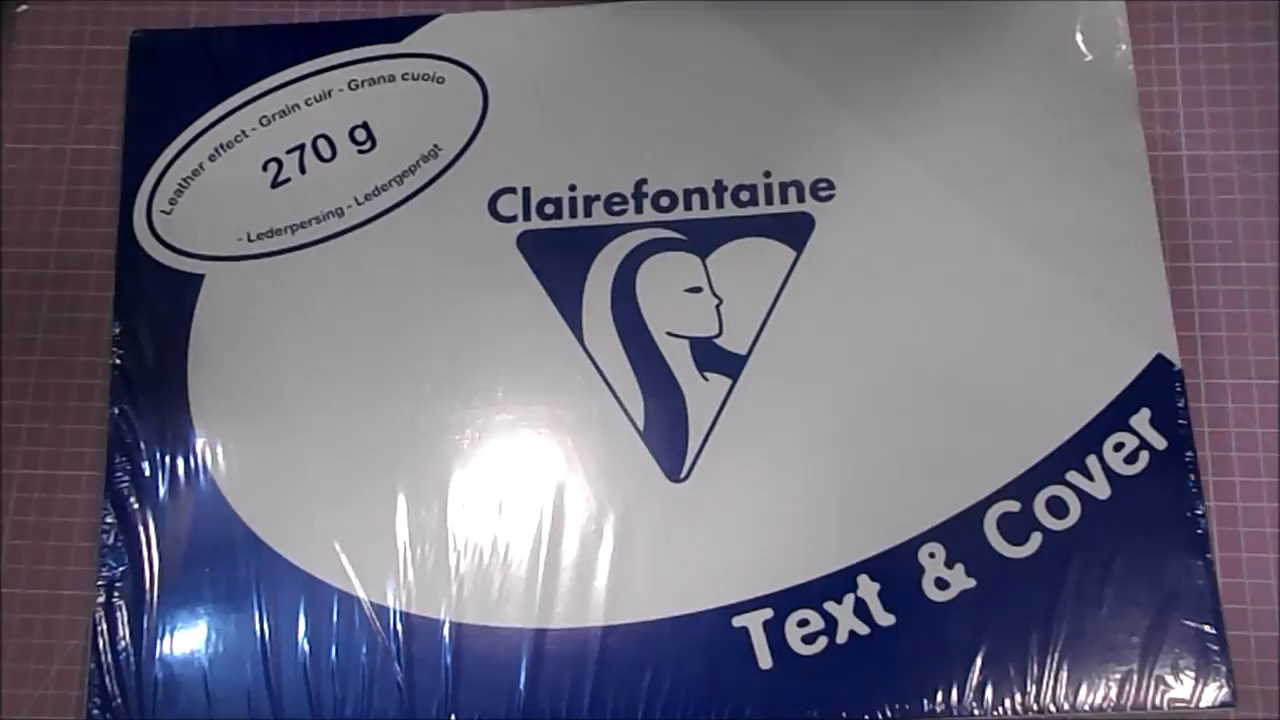 Leather effect - Grain cuir - Grana cuoio
270 g
- Lederpersing - Ledergeprägt
Clairefontaine
Text & Cover